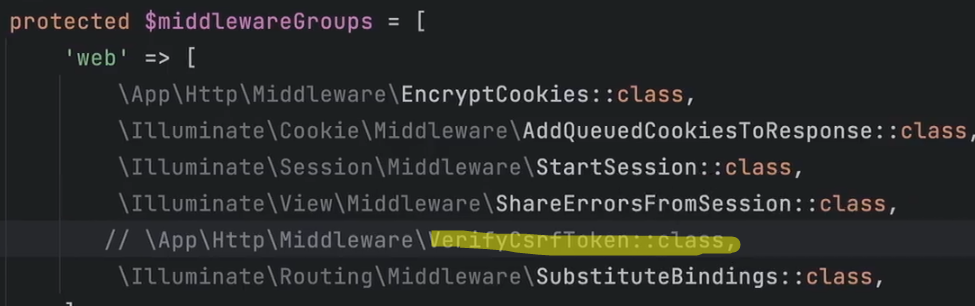 protected $middlewareGroups = [
'web' => [
\App\Http\Middleware\EncryptCookies::class,
\Illuminate\Cookie\Middleware\AddQueuedCookiesToResponse::class,
\Illuminate\Session\Middleware\StartSession::class,
\Illuminate\View\Middleware\ShareErrorsFromSession::class,
// \App\Http\Middleware\VerifyCsrfToken::class,
\Illuminate\Routing\Middleware\SubstituteBindings::class,